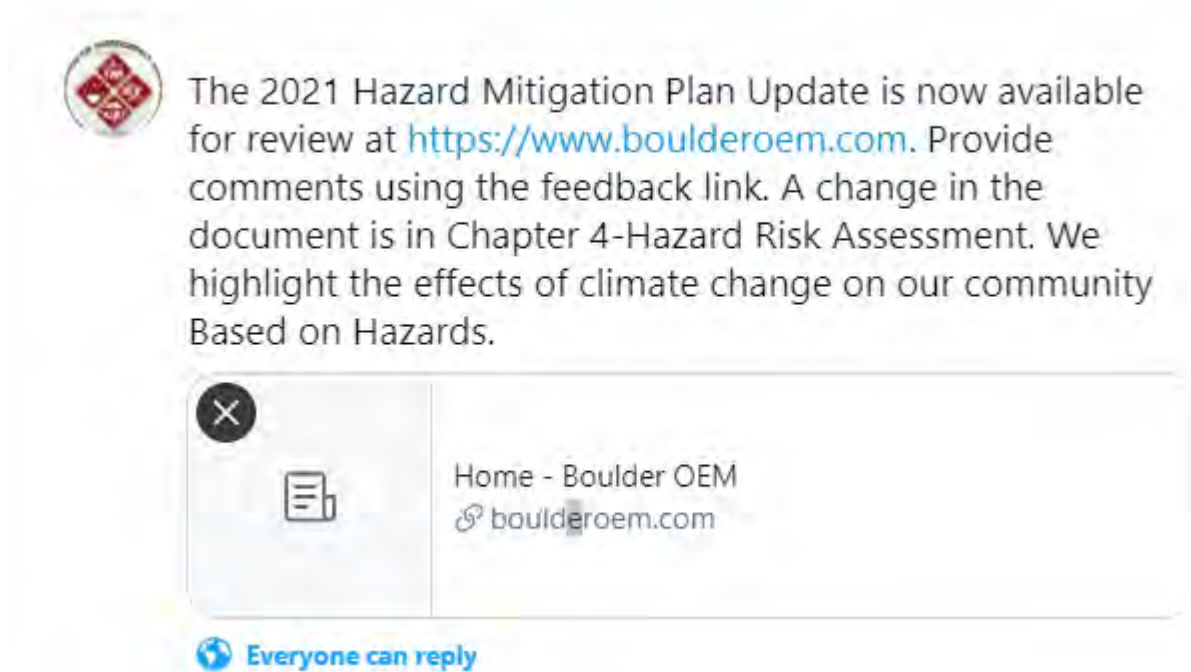 The 2021 Hazard Mitigation Plan Update is now available
for review at https://www.boulderoem.com. Provide
comments using the feedback link. A change in the
document is in Chapter 4-Hazard Risk Assessment. We
highlight the effects of climate change on our community
Based on Hazards.
Home - Boulder OEM
boulderoem.com
Everyone can reply